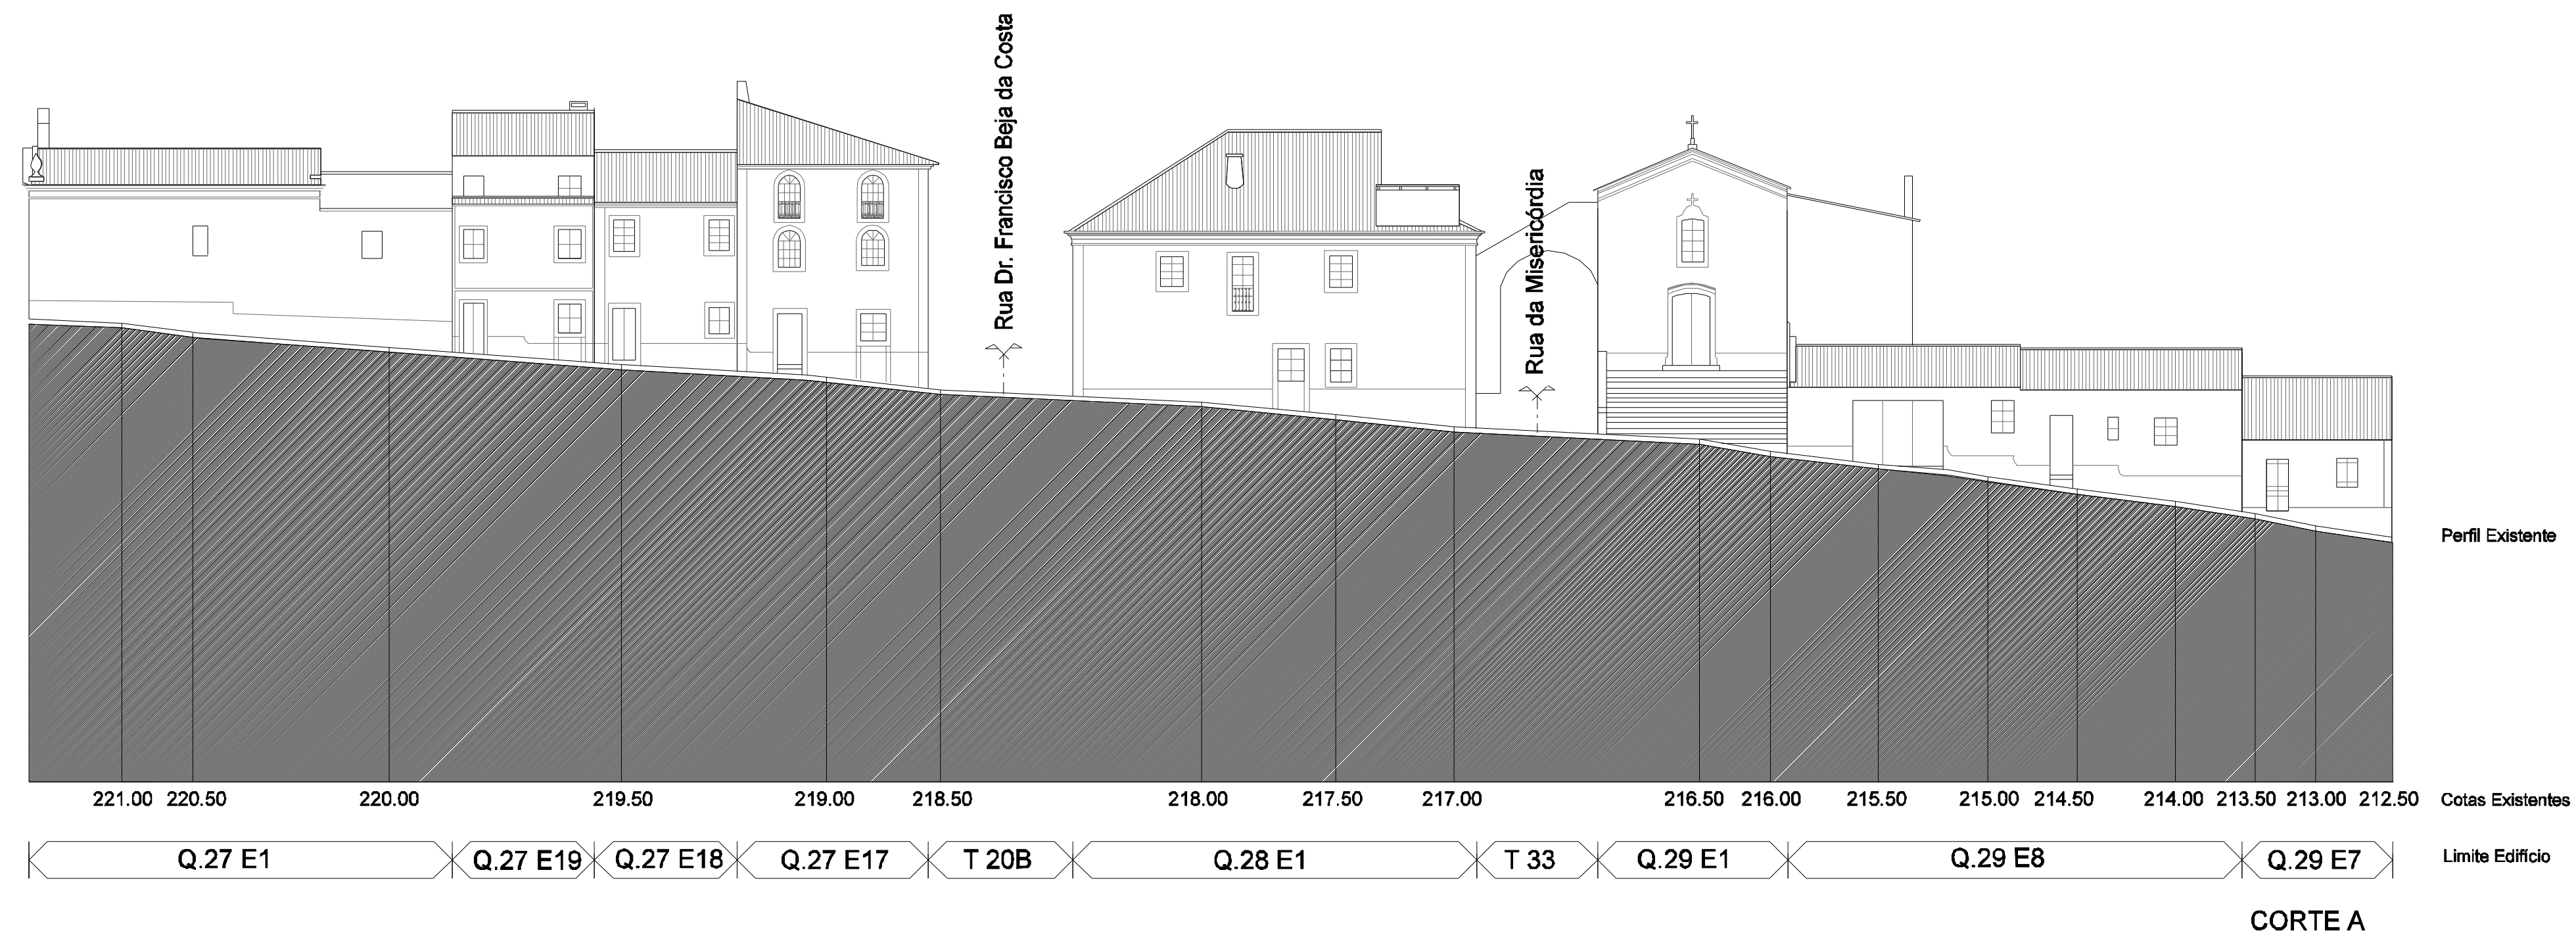 Rua Dr. Francisco Beja da Costa
Rua da Misericórdia
Perfil Existente
221.00 220.50 220.00 219.50 219.00 218.50 218.00 217.50 217.00 216.50 216.00 215.50 215.00 214.50 214.00 213.50 213.00 212.50 Cotas Existentes
Q.27 E1 Q.27 E19 Q.27 E18 Q.27 E17 T 20B Q.28 E1 T 33 Q.29 E1 Q.29 E8 Q.29 E7 Limite Edifício
CORTE A